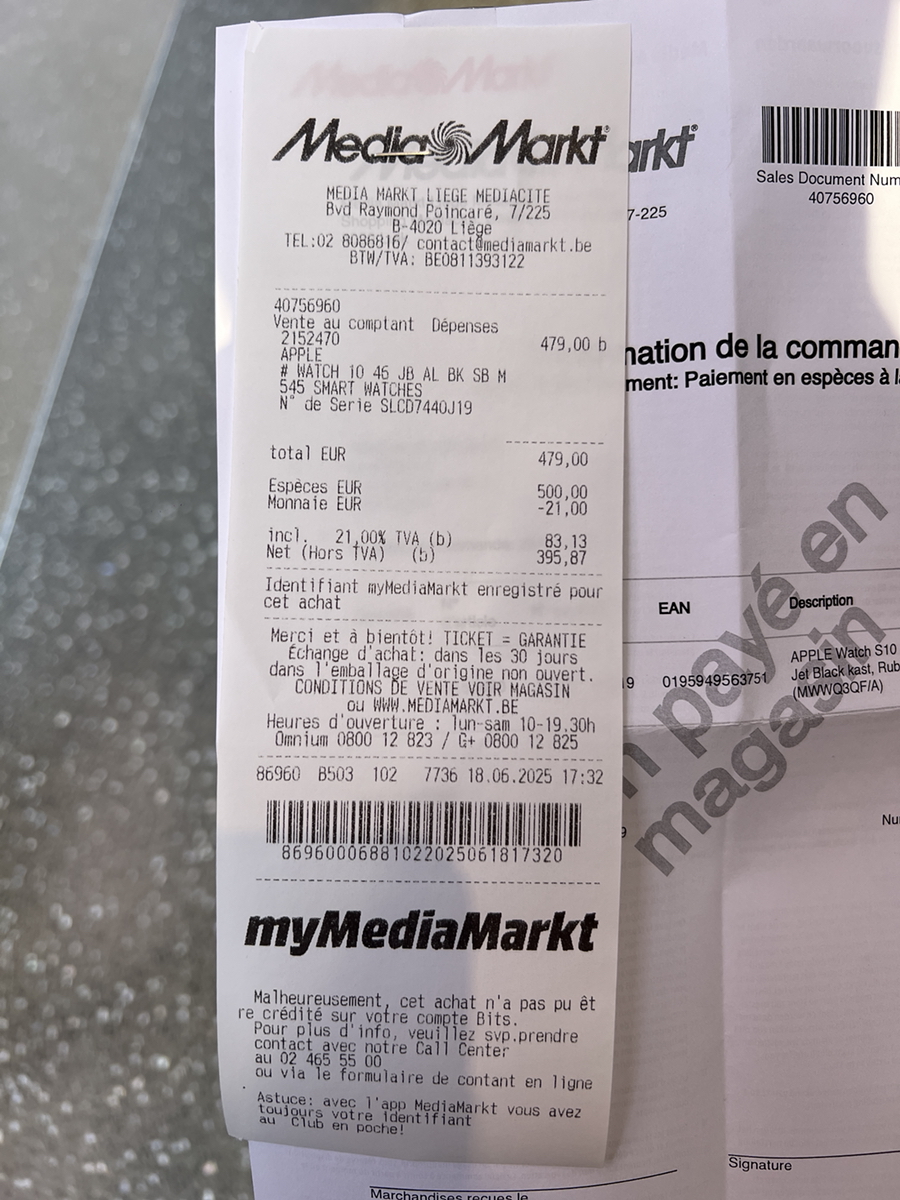 Media Markt
MEDIA MARKT LIEGE MEDIACITE
Bvd Raymond Poincaré, 7/225
B-4020 Liège
TEL:02 8086816/ contact@mediamarkt.be
BTW/TVA: BE0811393122
40756960
Vente au comptant Dépenses
2152470 479,00 b
APPLE
# WATCH 10 46 JB AL BK SB M
545 SMART WATCHES
N° de Serie SLCD7440J19
total EUR 479,00
Espèces EUR 500,00
Monnaie EUR -21,00
incl. 21,00% TVA (b) 83,13
Net (Hors TVA) (b) 395,87
Identifiant myMediaMarkt enregistré pour
cet achat
Merci et à bientôt! TICKET = GARANTIE
Échange d'achat: dans les 30 jours
dans l'emballage d'origine non ouvert.
CONDITIONS DE VENTE VOIR MAGASIN
ou WWW.MEDIAMARKT.BE
Heures d'ouverture : lun-sam 10-19.30h
Omnium 0800 12 823 / G+ 0800 12 825
86960 B503 102 7736 18.06.2025 17:32
8696000688102202506181732​0
myMediaMarkt
Malheureusement, cet achat n'a pas pu êt
re crédité sur votre compte Bits.
Pour plus d'info, veuillez svp.prendre
contact avec notre Call Center
au 02 465 55 00
ou via le formulaire de contant en ligne
.
Astuce: avec l'app MediaMarkt vous avez
toujours votre identifiant
au Club en poche!
arkt
Sales Document Num
40756960
7-225
nation de la comman
ment: Paiement en espèces à l
EAN Description
19 0195949563751 APPLE Watch S10
Jet Black kast, Rub
(MWWQ3QF/A)
n payé en
magasin
9
Nu
Signature
Marchandises reçues le